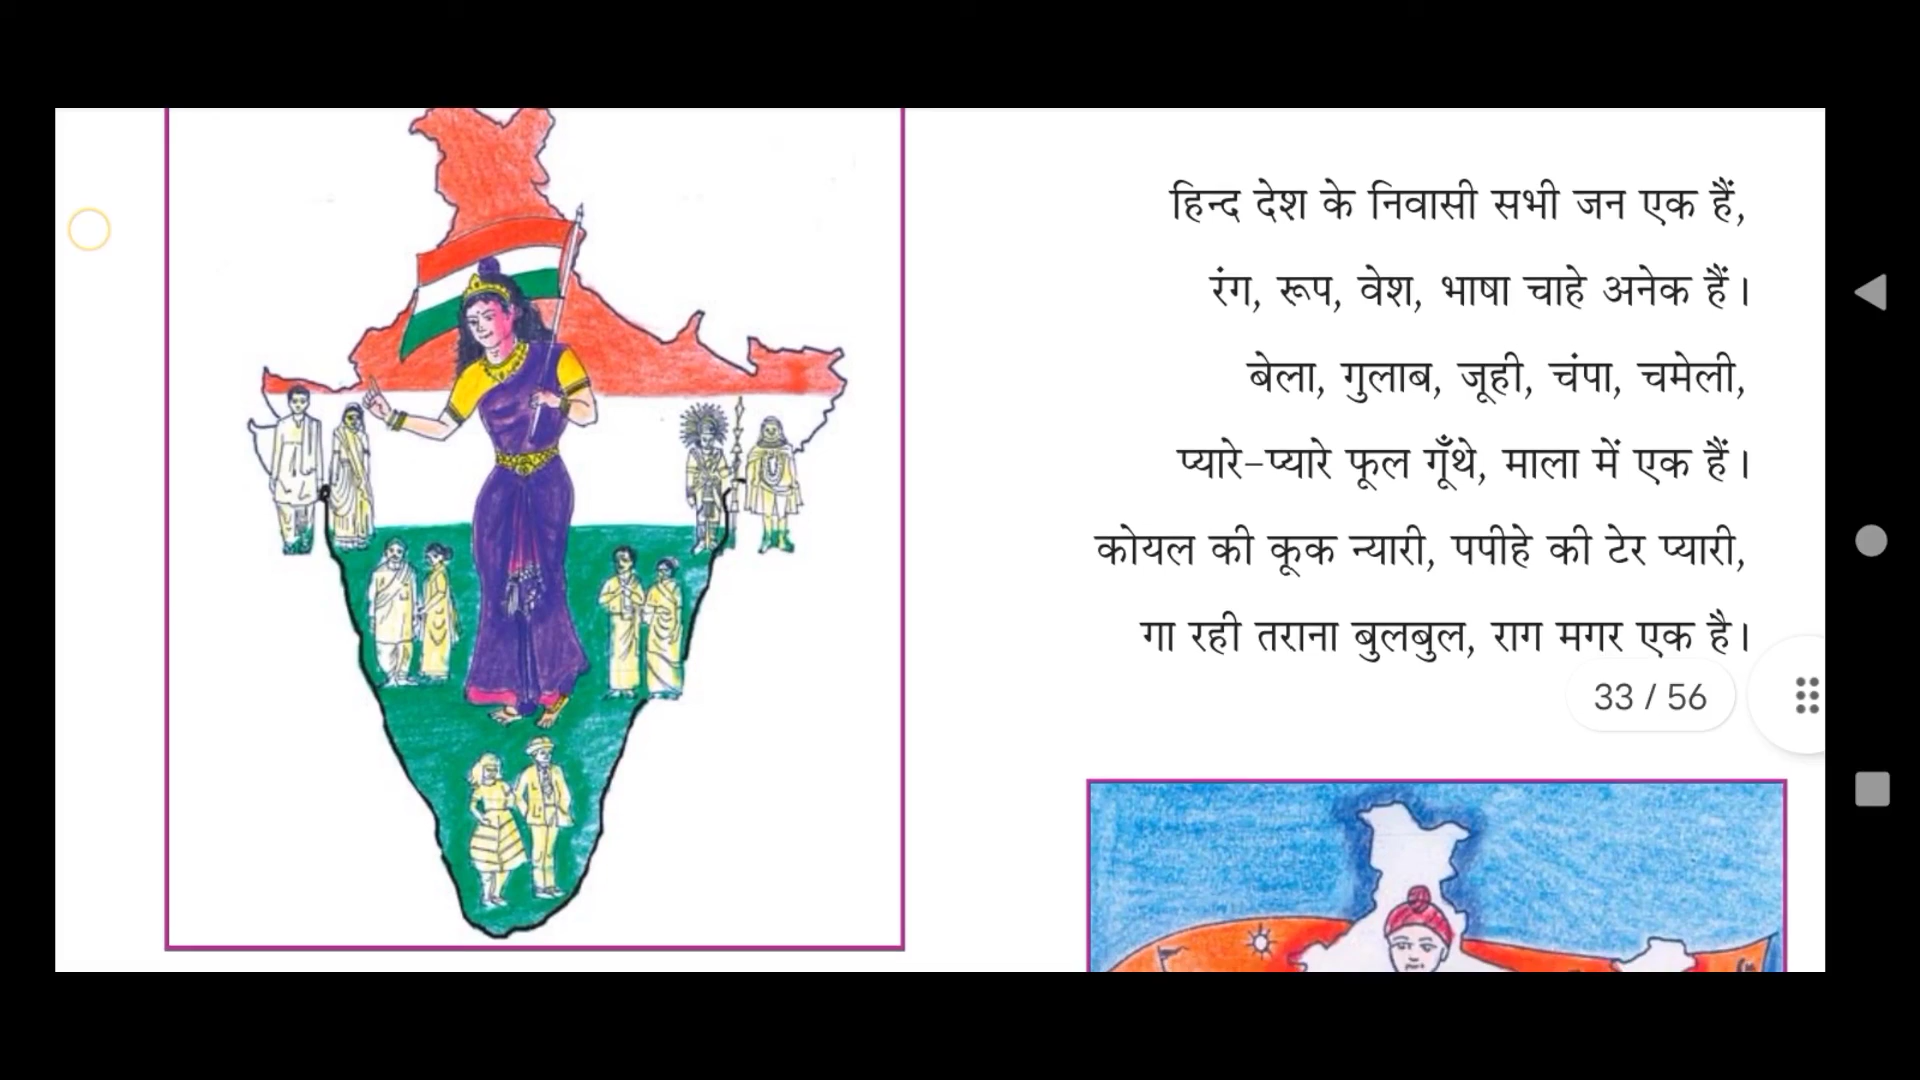 हिन्द देश के निवासी सभी जन एक हैं,
रंग, रूप, वेश, भाषा चाहे अनेक हैं।
बेला, गुलाब, जूही, चंपा, चमेली,
प्यारे-प्यारे फूल गूँथे, माला में एक हैं।
कोयल की कूक न्यारी, पपीहे की टेर प्यारी,
गा रही तराना बुलबुल, राग मगर एक है।
33 / 56